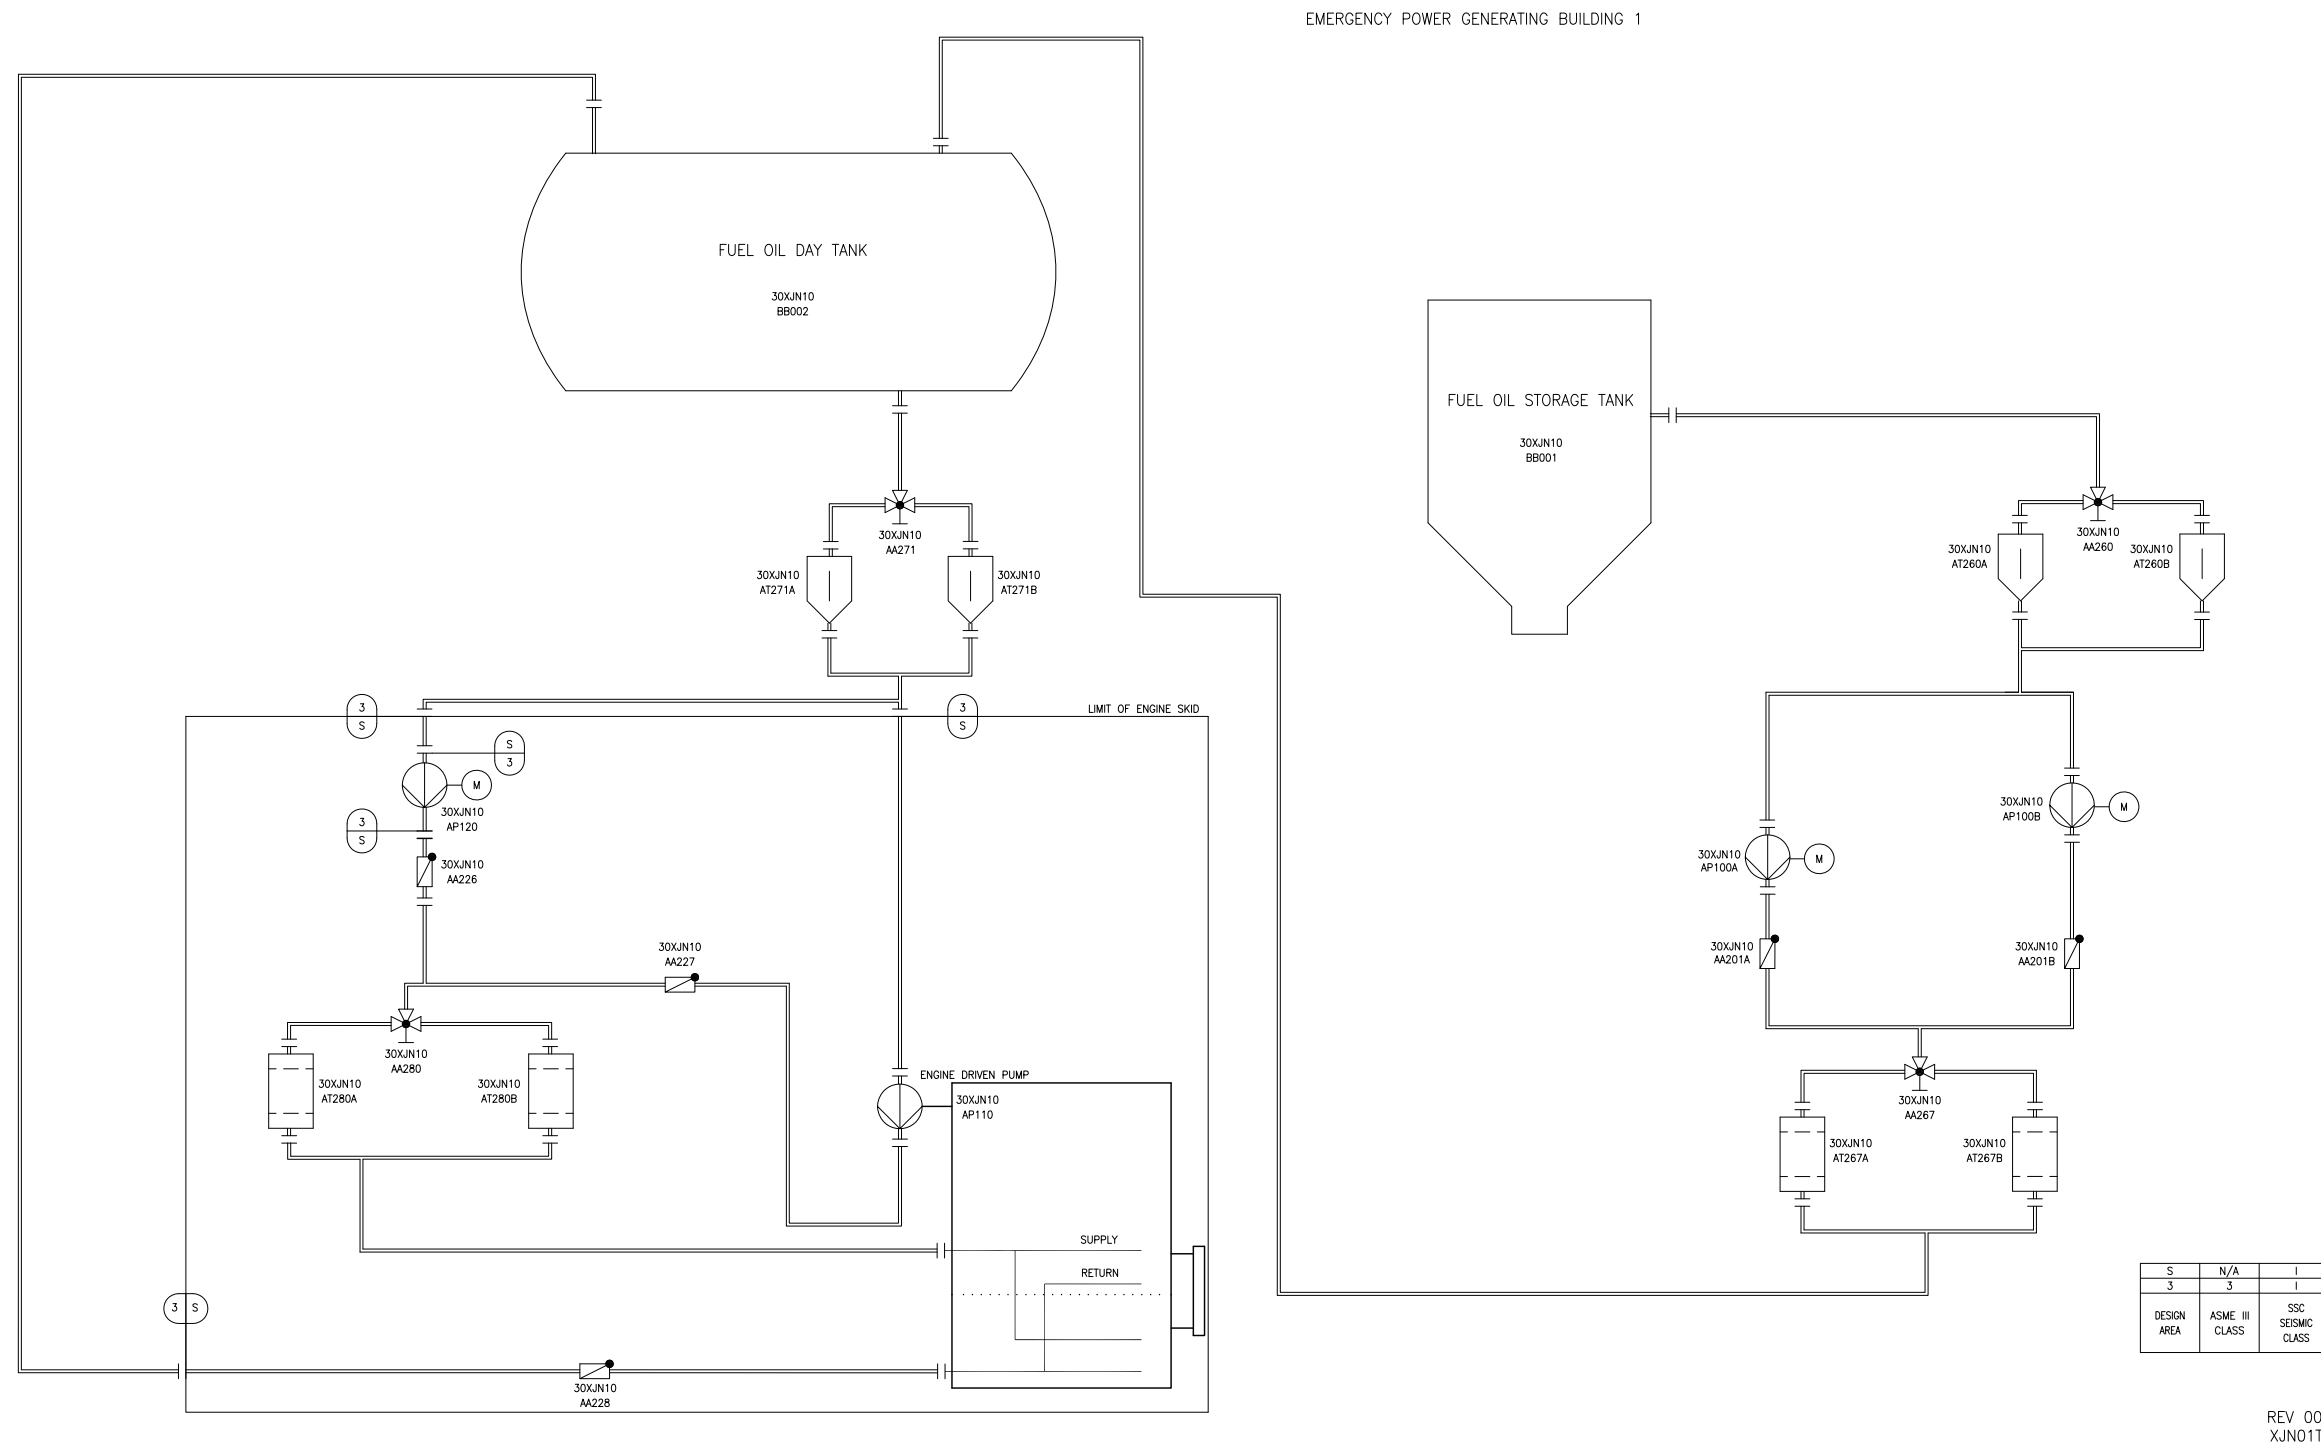 EMERGENCY POWER GENERATING BUILDING 1
FUEL OIL DAY TANK
30XJN10
BB002
FUEL OIL STORAGE TANK
30XJN10
BB001
30XJN10
AA271
30XJN10
AT271A
30XJN10
AT271B
30XJN10
AA260
30XJN10
AT260A
30XJN10
AT260B
LIMIT OF ENGINE SKID
3
S
3
S
S
3
M
30XJN10
AP120
3
S
30XJN10
AA226
30XJN10
AP100B
M
30XJN10
AP100A
M
30XJN10
AA227
30XJN10
AA201A
30XJN10
AA201B
30XJN10
AA280
30XJN10
AT280A
30XJN10
AT280B
ENGINE DRIVEN PUMP
30XJN10
AP110
30XJN10
AA267
30XJN10
AT267A
30XJN10
AT267B
SUPPLY
RETURN
3 S
30XJN10
AA228
S N/A I
3 3 I
DESIGN
AREA
ASME III
CLASS
SSC
SEISMIC
CLASS
REV 00
XJN01T